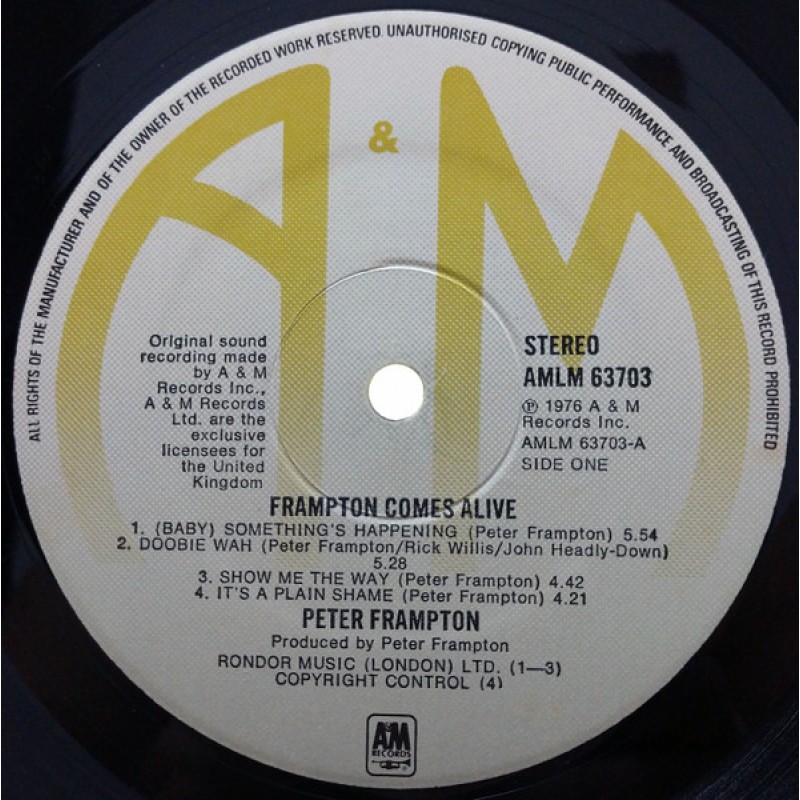 ALL RIGHTS OF THE MANUFACTURER AND OF THE OWNER OF THE RECORDED WORK RESERVED. UNAUTHORISED COPYING PUBLIC PERFORMANCE AND BROADCASTING OF THIS RECORD PROHIBITED
A & M
Original sound
recording made
by A & M
Records Inc.,
A & M Records
Ltd. are the
exclusive
licensees for
the United
Kingdom
STEREO
AMLM 63703
℗ 1976 A & M
Records Inc.
AMLM 63703-A
SIDE ONE
FRAMPTON COMES ALIVE
1. (BABY) SOMETHING'S HAPPENING (Peter Frampton) 5.54
2. DOOBIE WAH (Peter Frampton/Rick Willis/John Headly-Down)
5.28
3. SHOW ME THE WAY (Peter Frampton) 4.42
4. IT'S A PLAIN SHAME (Peter Frampton) 4.21
PETER FRAMPTON
Produced by Peter Frampton
RONDOR MUSIC (LONDON) LTD. (1—3)
COPYRIGHT CONTROL (4)
A&M
RECORDS